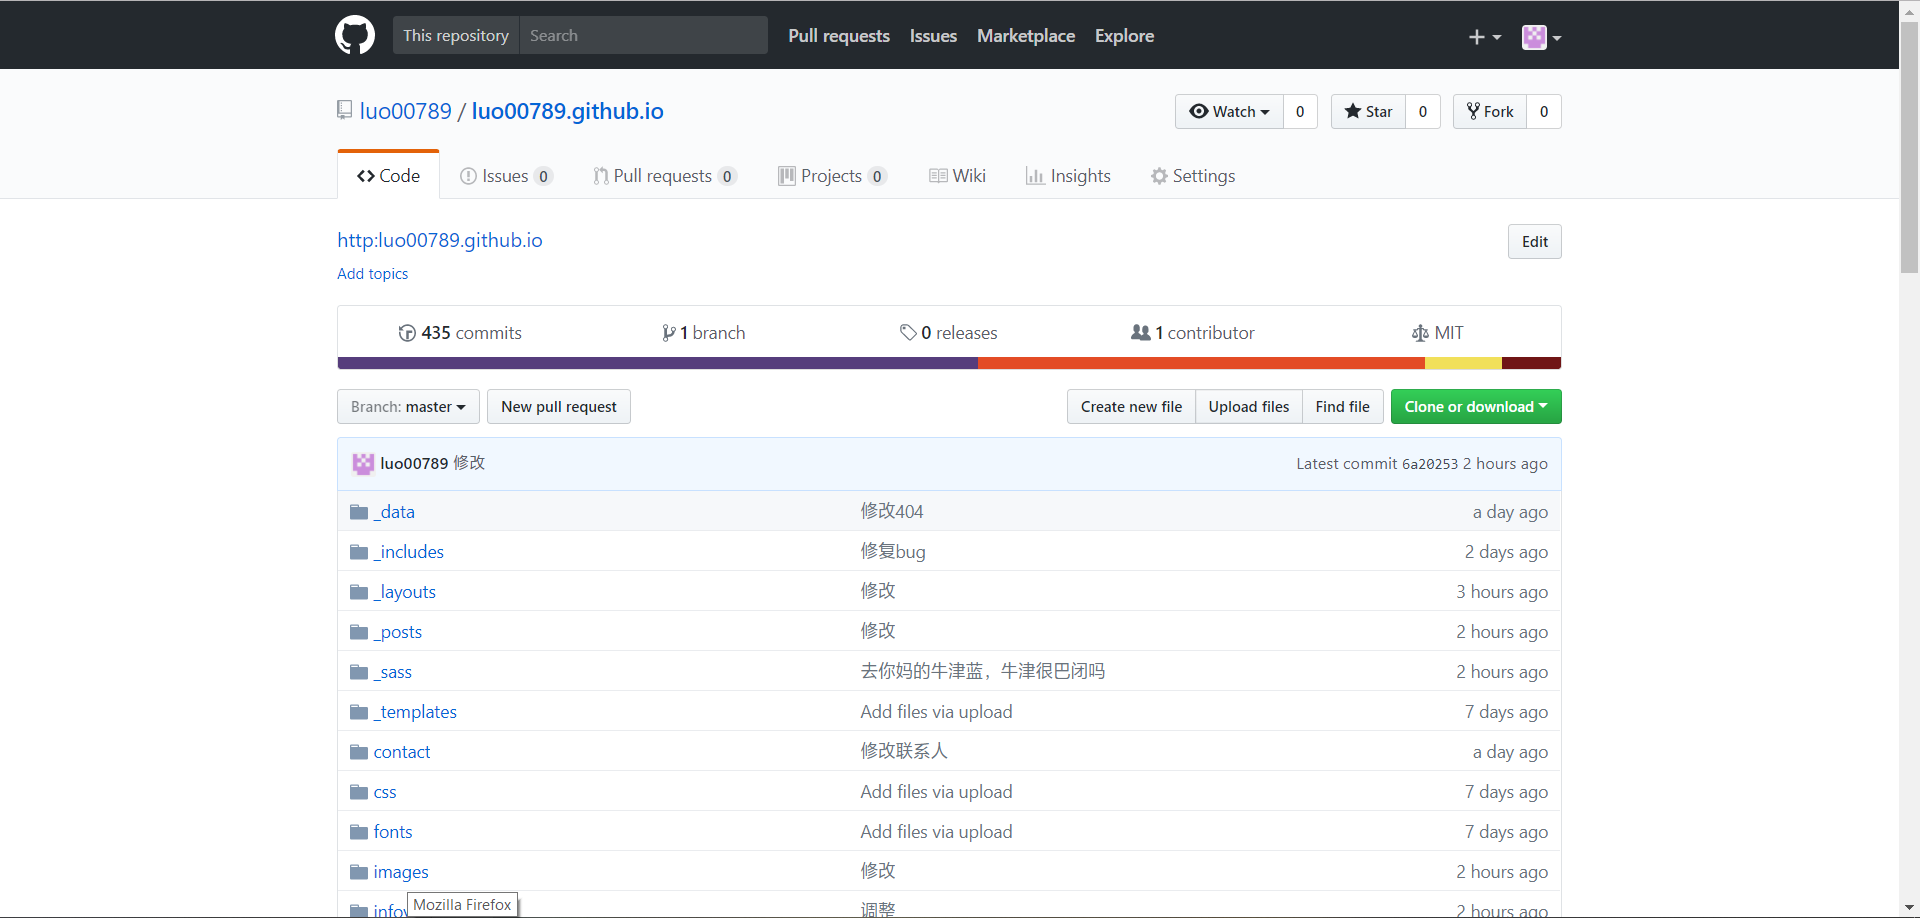 This repository Search Pull requests Issues Marketplace Explore
luo00789 / luo00789.github.io Watch 0 Star 0 Fork 0
Code Issues 0 Pull requests 0 Projects 0 Wiki Insights Settings
http:luo00789.github.io Edit
Add topics
435 commits 1 branch 0 releases 1 contributor MIT
Branch: master New pull request Create new file Upload files Find file Clone or download
luo00789 修改 Latest commit 6a20253 2 hours ago
_data 修改404 a day ago
_includes 修复bug 2 days ago
_layouts 修改 3 hours ago
_posts 修改 2 hours ago
_sass 去你妈的牛津蓝，牛津很巴闭吗 2 hours ago
_templates Add files via upload 7 days ago
contact 修改联系人 a day ago
css Add files via upload 7 days ago
fonts Add files via upload 7 days ago
images 修改 2 hours ago
调整 2 hours ago
Mozilla Firefox